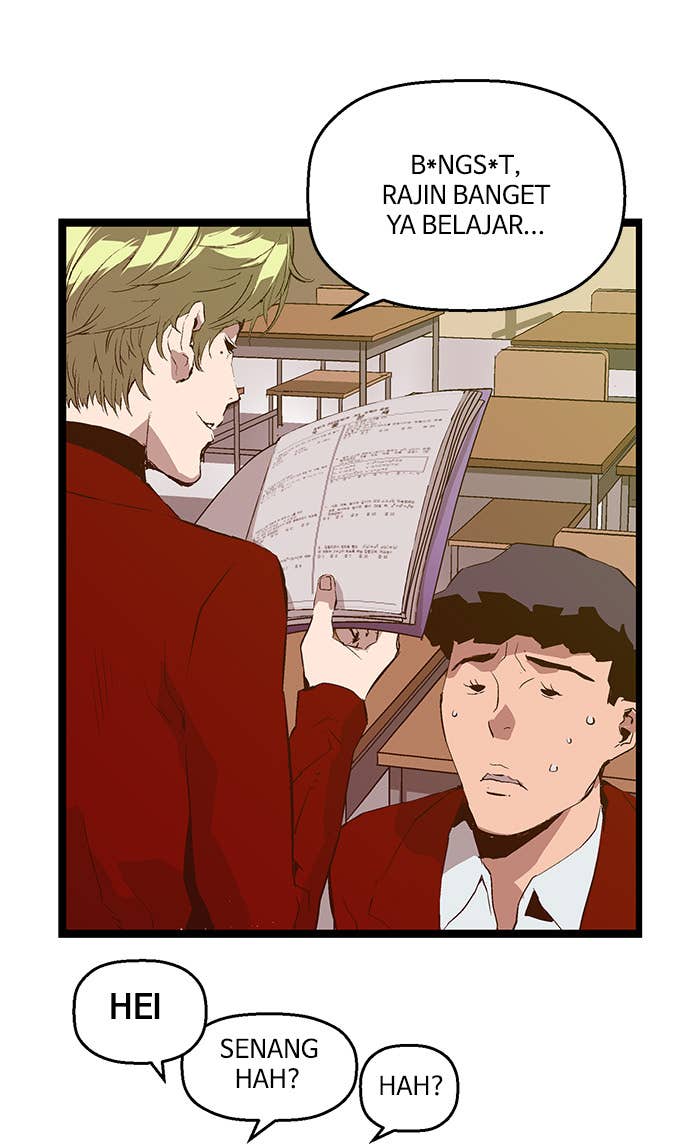 B*NGS*T,
RAJIN BANGET
YA BELAJAR...
HEI
SENANG
HAH?
HAH?